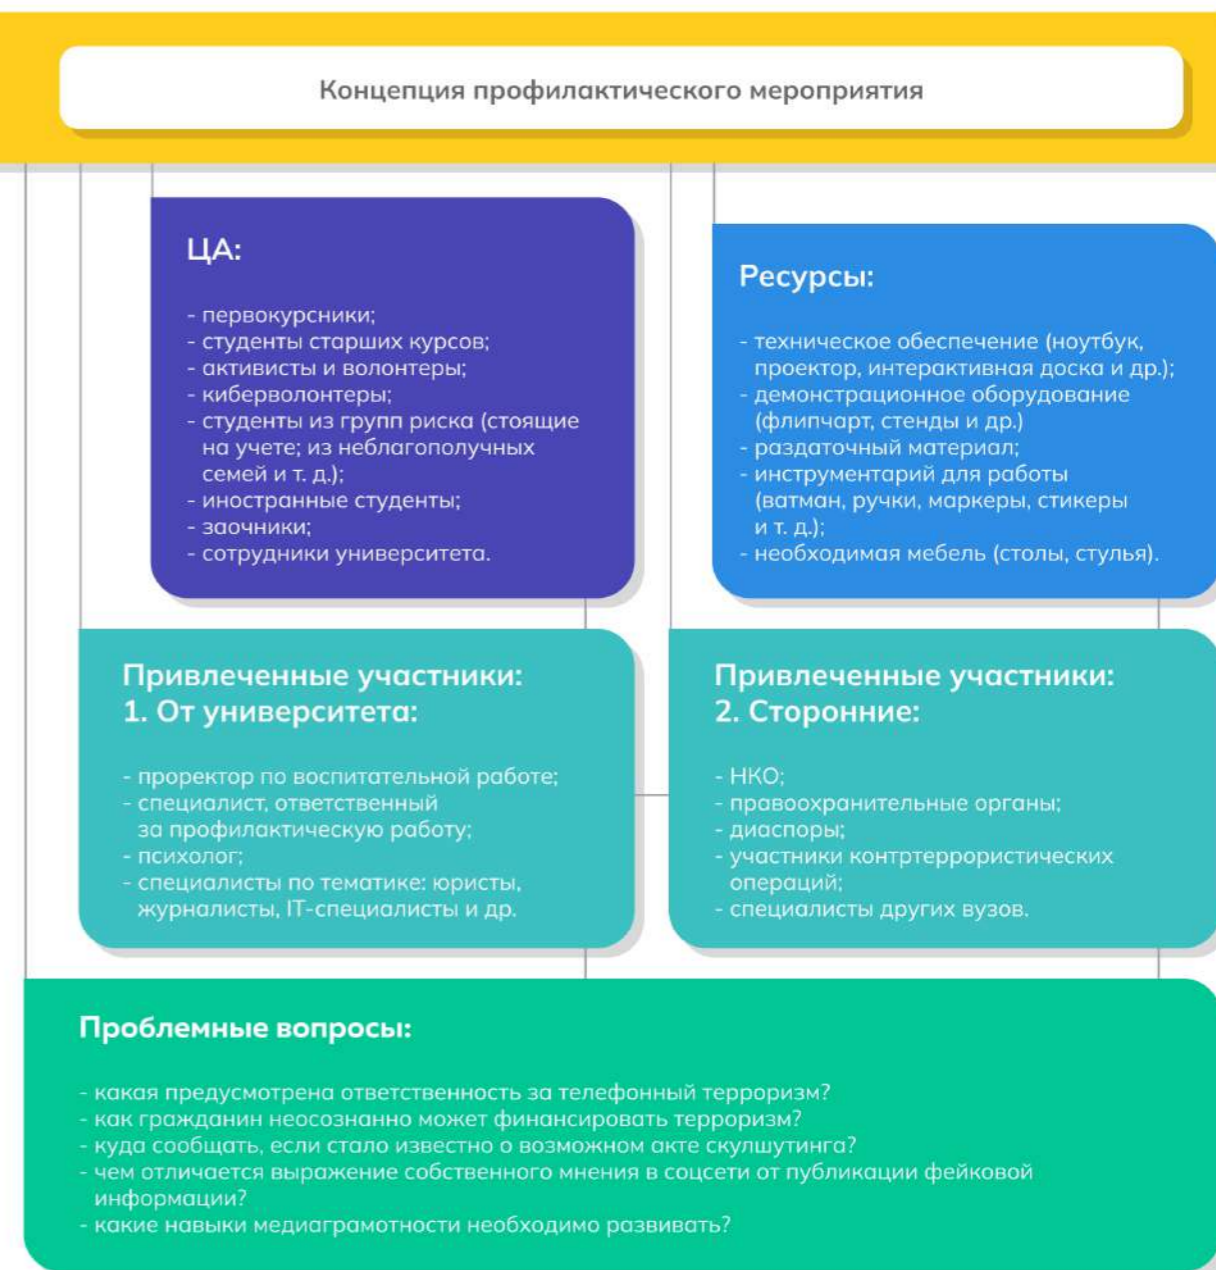 Концепция профилактического мероприятия
ЦА:
- первокурсники;
- студенты старших курсов;
- активисты и волонтеры;
- киберволонтеры;
- студенты из групп риска (стоящие
на учете; из неблагополучных
семей и т. д.);
- иностранные студенты;
- заочники;
- сотрудники университета.
Ресурсы:
- техническое обеспечение (ноутбук,
проектор, интерактивная доска и др.);
- демонстрационное оборудование
(флипчарт, стенды и др.)
- раздаточный материал;
- инструментарий для работы
(ватман, ручки, маркеры, стикеры
и т. д.);
- необходимая мебель (столы, стулья).
Привлеченные участники:
1. От университета:
- проректор по воспитательной работе;
- специалист, ответственный
за профилактическую работу;
- психолог;
- специалисты по тематике: юристы,
журналисты, IT-специалисты и др.
Привлеченные участники:
2. Сторонние:
- НКО;
- правоохранительные органы;
- диаспоры;
- участники контртеррористических
операций;
- специалисты других вузов.
Проблемные вопросы:
- какая предусмотрена ответственность за телефонный терроризм?
- как гражданин неосознанно может финансировать терроризм?
- куда сообщать, если стало известно о возможном акте скулшутинга?
- чем отличается выражение собственного мнения в соцсети от публикации фейковой
информации?
- какие навыки медиаграмотности необходимо развивать?